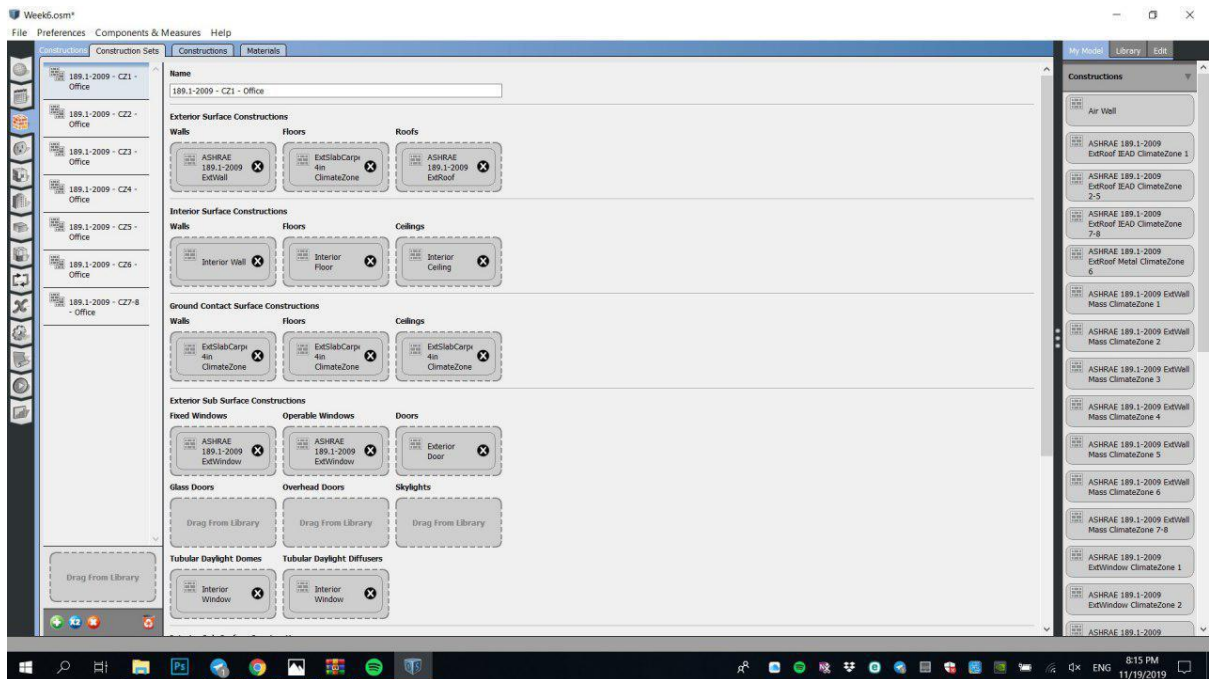 Week6.osm*
File Preferences Components & Measures Help
Constructions Construction Sets Constructions Materials
My Model Library Edit
189.1-2009 - CZ1 -
Office
189.1-2009 - CZ2 -
Office
189.1-2009 - CZ3 -
Office
189.1-2009 - CZ4 -
Office
189.1-2009 - CZ5 -
Office
189.1-2009 - CZ6 -
Office
189.1-2009 - CZ7-8
- Office
Drag From Library
x2
Name
189.1-2009 - CZ1 - Office
Exterior Surface Constructions
Walls Floors Roofs
ASHRAE
189.1-2009
ExtWall
ExtSlabCarpe
4in
ClimateZone
ASHRAE
189.1-2009
ExtRoof
Interior Surface Constructions
Walls Floors Ceilings
Interior Wall
Interior
Floor
Interior
Ceiling
Ground Contact Surface Constructions
Walls Floors Ceilings
ExtSlabCarpe
4in
ClimateZone
ExtSlabCarpe
4in
ClimateZone
ExtSlabCarpe
4in
ClimateZone
Exterior Sub Surface Constructions
Fixed Windows Operable Windows Doors
ASHRAE
189.1-2009
ExtWindow
ASHRAE
189.1-2009
ExtWindow
Exterior
Door
Glass Doors Overhead Doors Skylights
Drag From Library Drag From Library Drag From Library
Tubular Daylight Domes Tubular Daylight Diffusers
Interior
Window
Interior
Window
Constructions
Air Wall
ASHRAE 189.1-2009
ExtRoof IEAD ClimateZone 1
ASHRAE 189.1-2009
ExtRoof IEAD ClimateZone
2-5
ASHRAE 189.1-2009
ExtRoof IEAD ClimateZone
7-8
ASHRAE 189.1-2009
ExtRoof Metal ClimateZone
6
ASHRAE 189.1-2009 ExtWall
Mass ClimateZone 1
ASHRAE 189.1-2009 ExtWall
Mass ClimateZone 2
ASHRAE 189.1-2009 ExtWall
Mass ClimateZone 3
ASHRAE 189.1-2009 ExtWall
Mass ClimateZone 4
ASHRAE 189.1-2009 ExtWall
Mass ClimateZone 5
ASHRAE 189.1-2009 ExtWall
Mass ClimateZone 6
ASHRAE 189.1-2009 ExtWall
Mass ClimateZone 7-8
ASHRAE 189.1-2009
ExtWindow ClimateZone 1
ASHRAE 189.1-2009
ExtWindow ClimateZone 2
ASHRAE 189.1-2009
Ps
ENG
8:15 PM
11/19/2019